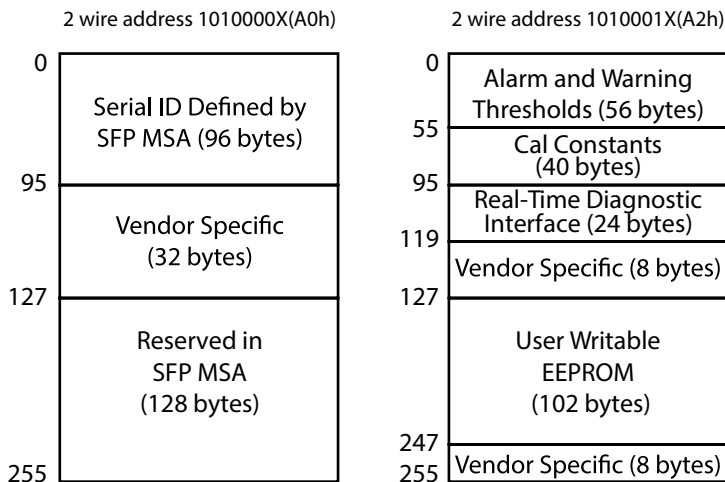 2 wire address 1010000X(A0h)
0
Serial ID Defined by
SFP MSA (96 bytes)
95
Vendor Specific
(32 bytes)
127
Reserved in
SFP MSA
(128 bytes)
255
2 wire address 1010001X(A2h)
0
Alarm and Warning
Thresholds (56 bytes)
55
Cal Constants
(40 bytes)
95
Real-Time Diagnostic
Interface (24 bytes)
119
Vendor Specific (8 bytes)
127
User Writable
EEPROM
(102 bytes)
247
Vendor Specific (8 bytes)
255